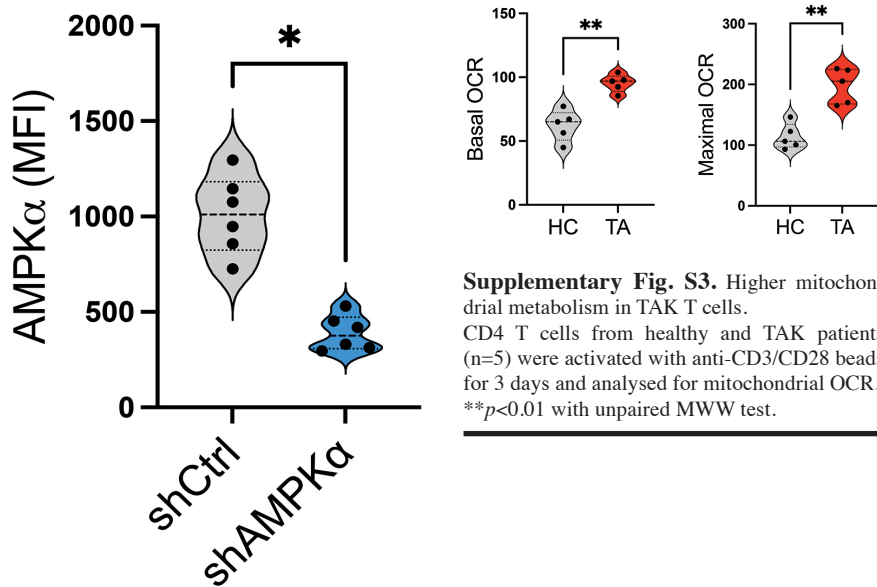 2000
1500
1000
500
0
AMPKα (MFI)
*
shCtrl
shAMPKα
150
100
50
0
Basal OCR
**
HC TA
300
200
100
0
Maximal OCR
**
HC TA
Supplementary Fig. S3. Higher mitochon
drial metabolism in TAK T cells.
CD4 T cells from healthy and TAK patient
(n=5) were activated with anti-CD3/CD28 bead
for 3 days and analysed for mitochondrial OCR.
**p<0.01 with unpaired MWW test.